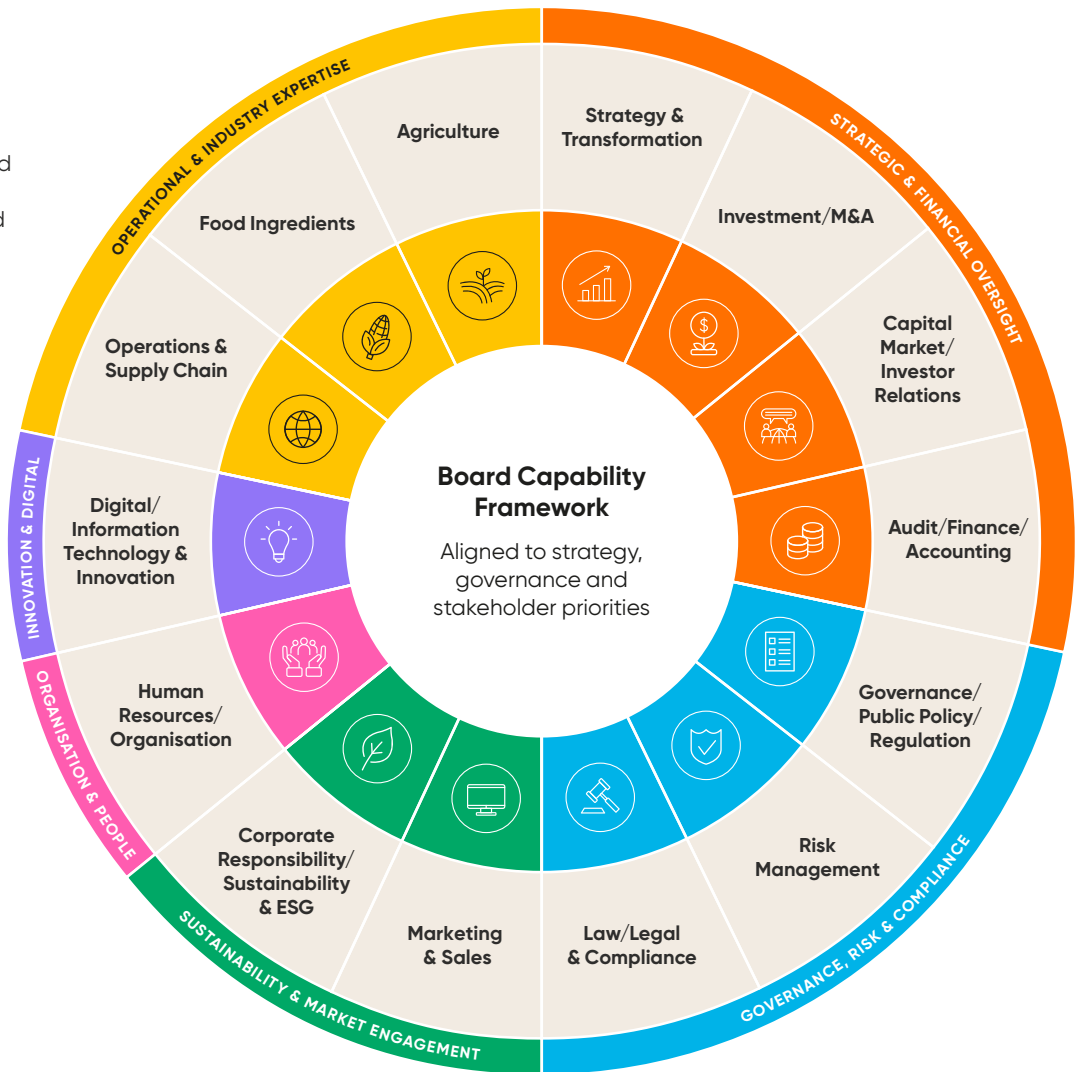 Board Capability
Framework
Aligned to strategy,
governance and
stakeholder priorities
STRATEGIC & FINANCIAL OVERSIGHT
Strategy &
Transformation
Investment/M&A
Capital
Market/
Investor
Relations
Audit/Finance/
Accounting
GOVERNANCE, RISK & COMPLIANCE
Governance/
Public Policy/
Regulation
Risk
Management
Law/Legal
& Compliance
SUSTAINABILITY & MARKET ENGAGEMENT
Marketing
& Sales
Corporate
Responsibility/
Sustainability
& ESG
ORGANISATION & PEOPLE
Human
Resources/
Organisation
INNOVATION & DIGITAL
Digital/
Information
Technology &
Innovation
OPERATIONAL & INDUSTRY EXPERTISE
Operations &
Supply Chain
Food Ingredients
Agriculture
$